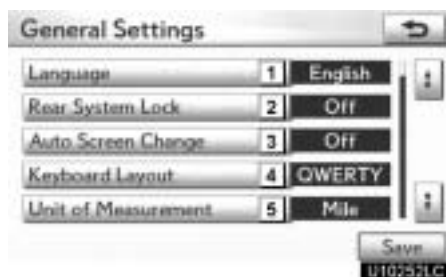 General Settings
Language 1 English
Rear System Lock 2 Off
Auto Screen Change 3 Off
Keyboard Layout 4 QWERTY
Unit of Measurement 5 Mile
Save
U10252LC